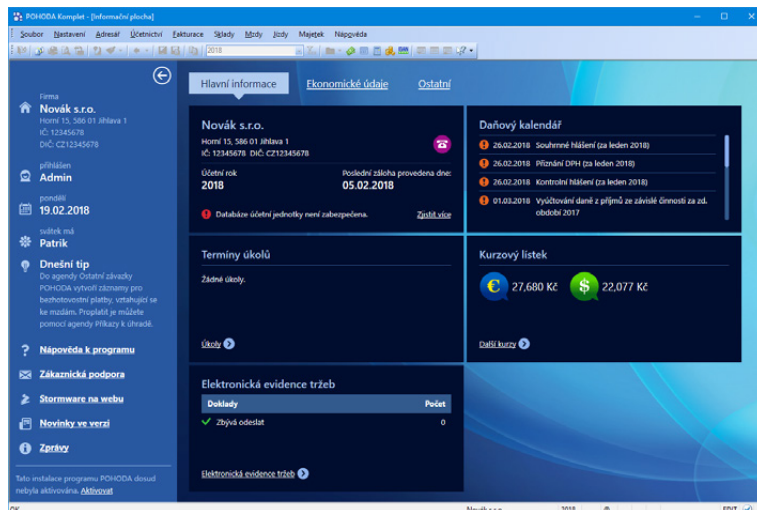 POHODA Komplet - [Informační plocha]
Soubor Nastavení Adresář Účetnictví Fakturace Sklady Mzdy Jízdy Majetek Nápověda
2018
Firma
Novák s.r.o.
Horní 15, 586 01 Jihlava 1
IČ: 12345678
DIČ: CZ12345678
přihlášen
Admin
pondělí
19.02.2018
svátek má
Patrik
Dnešní tip
Do agendy Ostatní závazky
POHODA vytvoří záznamy pro
bezhotovostní platby, vztahující se
ke mzdám. Proplatit je můžete
pomocí agendy Příkazy k úhradě.
Nápověda k programu
Zákaznická podpora
Stormware na webu
Novinky ve verzi
Zprávy
Tato instalace programu POHODA dosud
nebyla aktivována. Aktivovat
Hlavní informace Ekonomické údaje Ostatní
Novák s.r.o.
Horní 15, 586 01 Jihlava 1
IČ: 12345678 DIČ: CZ12345678
Účetní rok Poslední záloha provedena dne:
2018 05.02.2018
Databáze účetní jednotky není zabezpečena. Zjistit více
Daňový kalendář
26.02.2018 Souhrnné hlášení (za leden 2018)
26.02.2018 Přiznání DPH (za leden 2018)
26.02.2018 Kontrolní hlášení (za leden 2018)
01.03.2018 Vyúčtování daně z příjmů ze závislé činnosti za zd.
období 2017
Termíny úkolů
Žádné úkoly.
Úkoly
Kurzový lístek
€ 27,680 Kč $ 22,077 Kč
Další kurzy
Elektronická evidence tržeb
Doklady Počet
Zbývá odeslat 0
Elektronická evidence tržeb
OK Novák s.r.o. 2018 @ EDIT